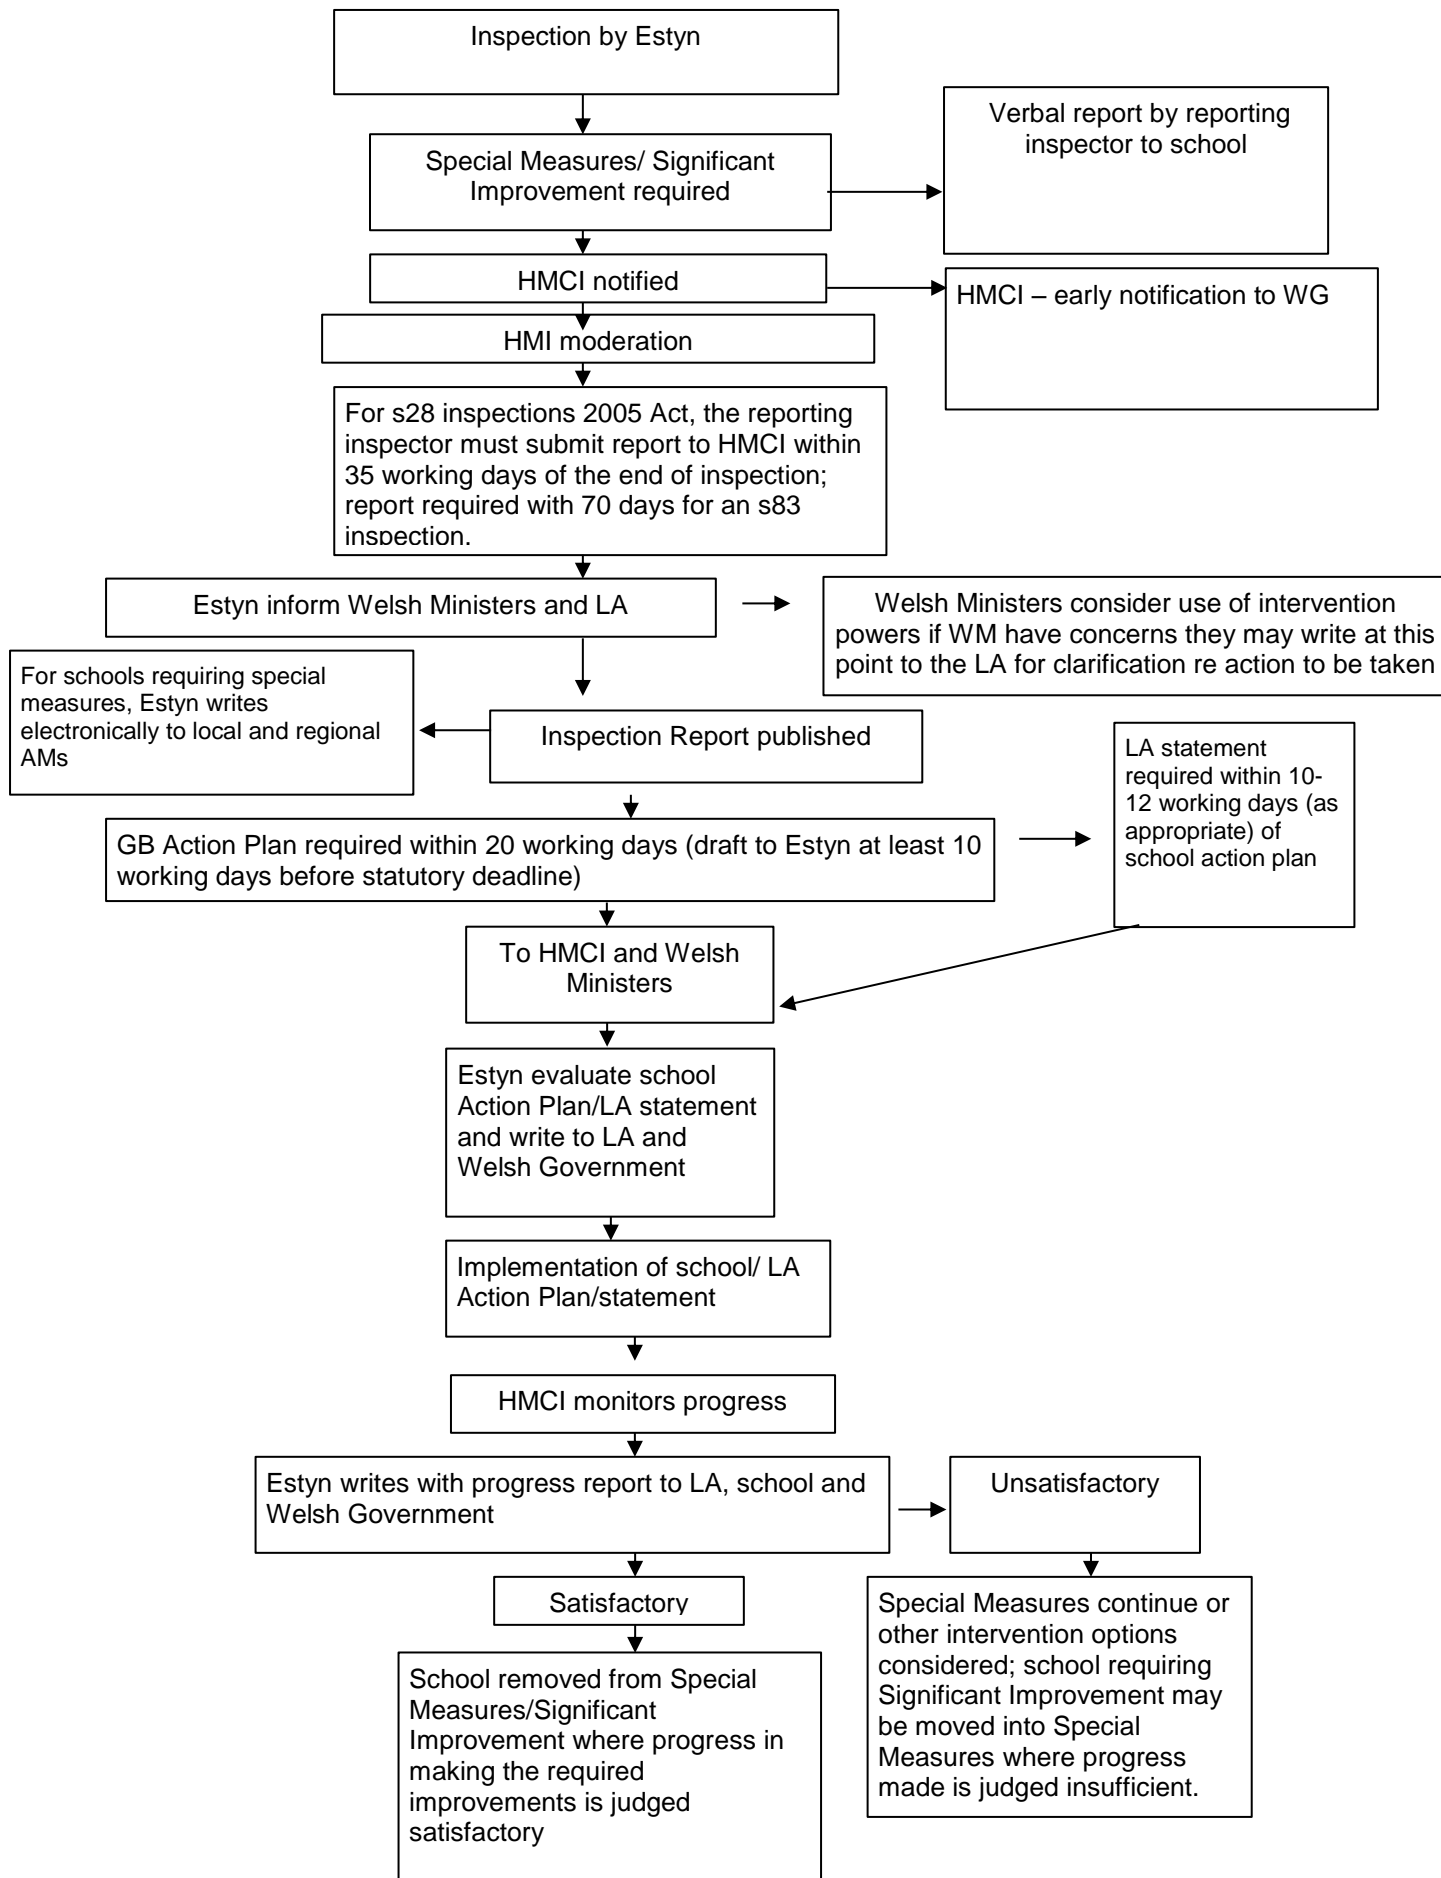 Inspection by Estyn
Verbal report by reporting
inspector to school
Special Measures/ Significant
Improvement required
HMCI notified
HMCI – early notification to WG
HMI moderation
For s28 inspections 2005 Act, the reporting
inspector must submit report to HMCI within
35 working days of the end of inspection;
report required with 70 days for an s83
inspection.
Estyn inform Welsh Ministers and LA
Welsh Ministers consider use of intervention
powers if WM have concerns they may write at this
point to the LA for clarification re action to be taken
For schools requiring special
measures, Estyn writes
electronically to local and regional
AMs
Inspection Report published
LA statement
required within 10-
12 working days (as
appropriate) of
school action plan
GB Action Plan required within 20 working days (draft to Estyn at least 10
working days before statutory deadline)
To HMCI and Welsh
Ministers
Estyn evaluate school
Action Plan/LA statement
and write to LA and
Welsh Government
Implementation of school/ LA
Action Plan/statement
HMCI monitors progress
Estyn writes with progress report to LA, school and
Welsh Government
Unsatisfactory
Satisfactory
Special Measures continue or
other intervention options
considered; school requiring
Significant Improvement may
be moved into Special
Measures where progress
made is judged insufficient.
School removed from Special
Measures/Significant
Improvement where progress in
making the required
improvements is judged
satisfactory